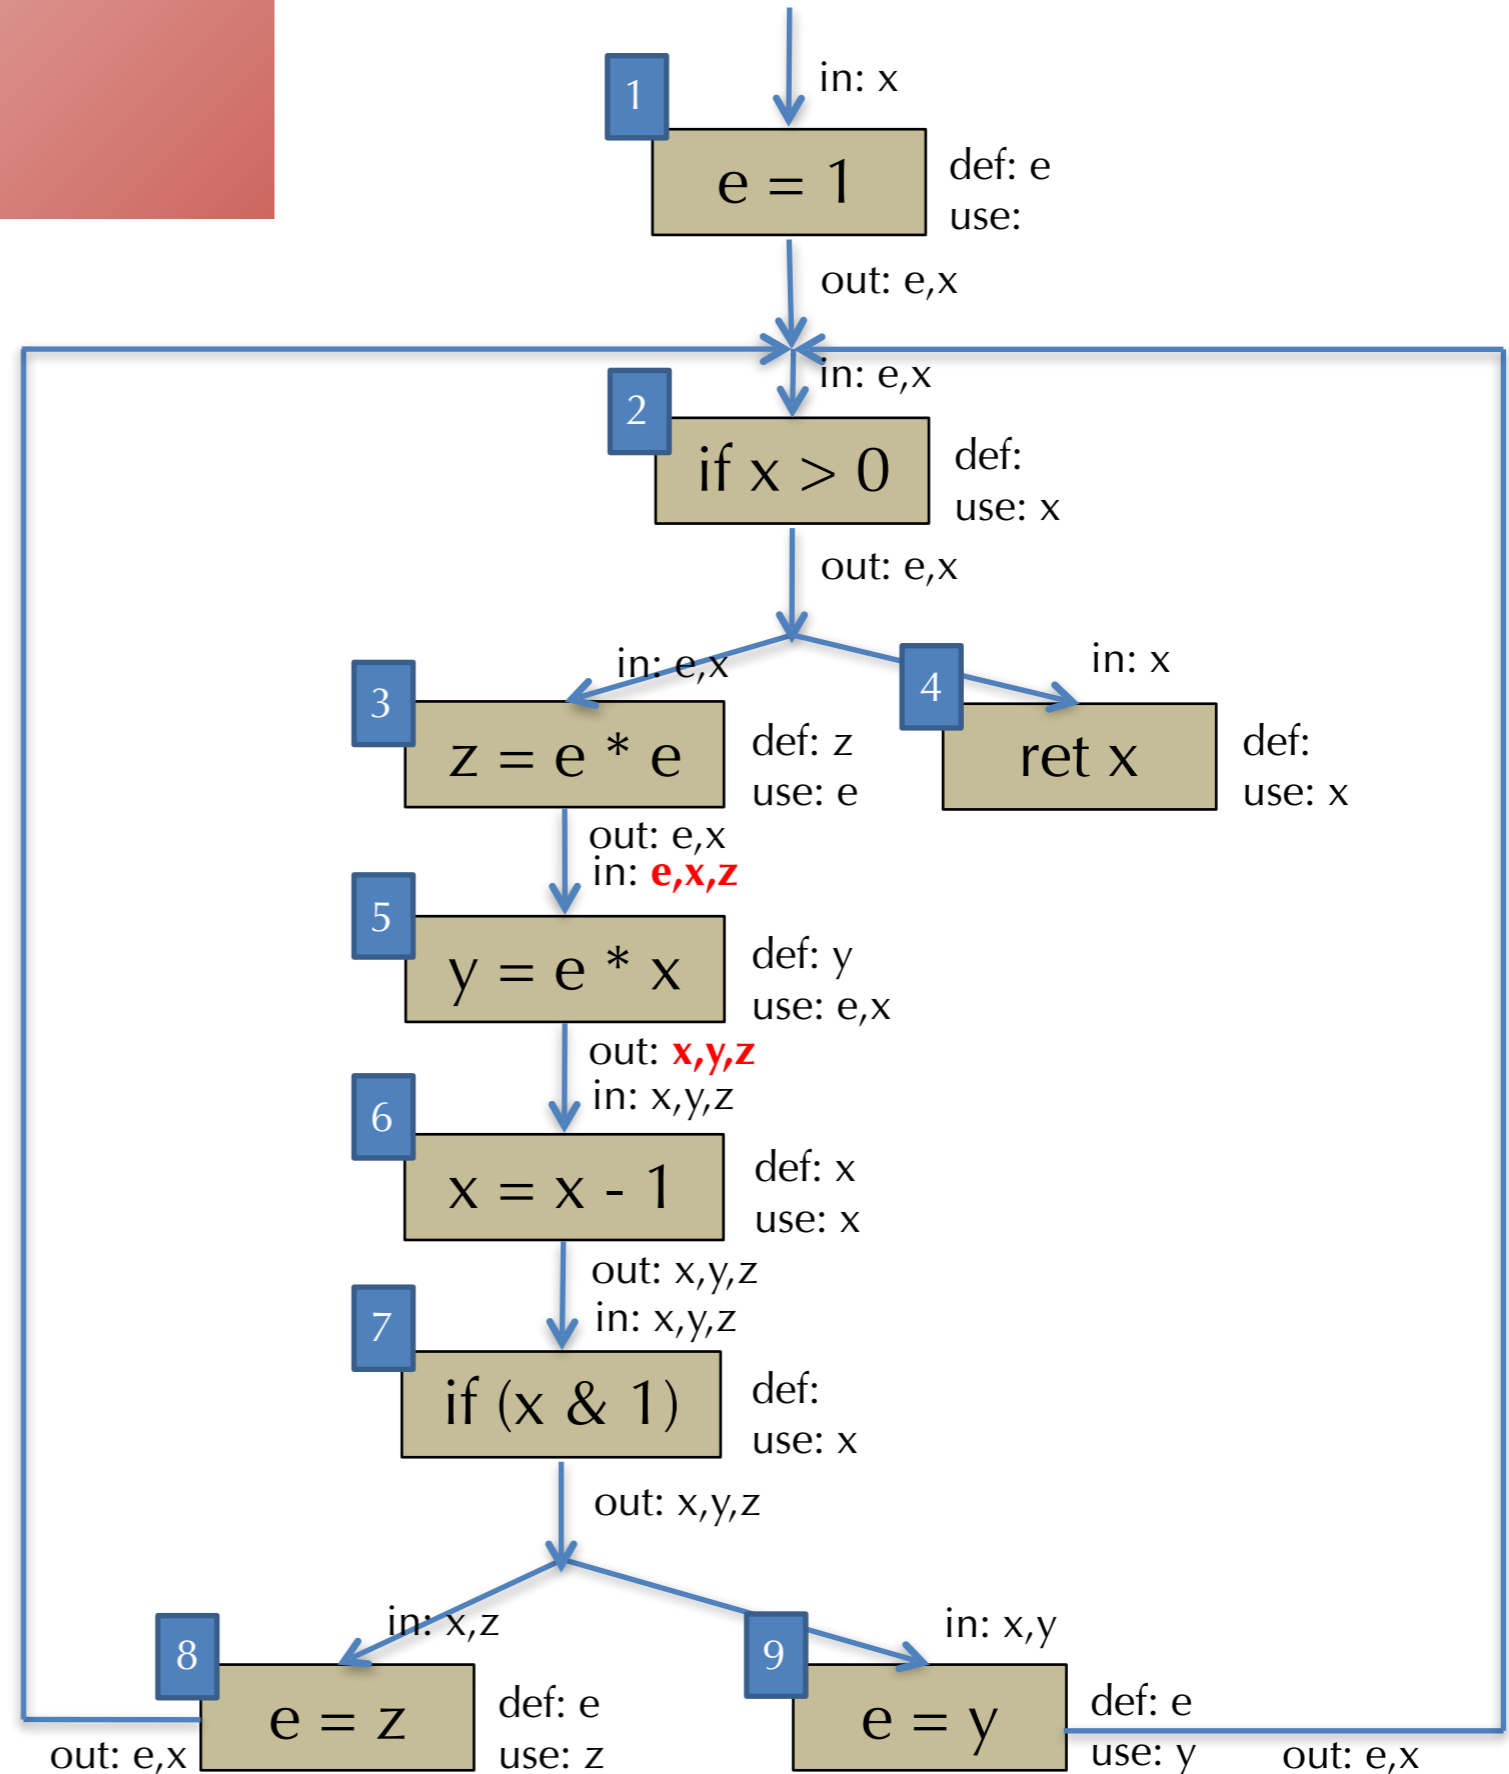 in: x
1
e = 1
def: e
use:
out: e,x
in: e,x
2
if x > 0
def:
use: x
out: e,x
in: e,x
3
z = e * e
def: z
use: e
in: x
4
ret x
def:
use: x
out: e,x
in: e,x,z
5
y = e * x
def: y
use: e,x
out: x,y,z
in: x,y,z
6
x = x - 1
def: x
use: x
out: x,y,z
in: x,y,z
7
if (x & 1)
def:
use: x
out: x,y,z
in: x,z
8
e = z
def: e
use: z
out: e,x
in: x,y
9
e = y
def: e
use: y
out: e,x